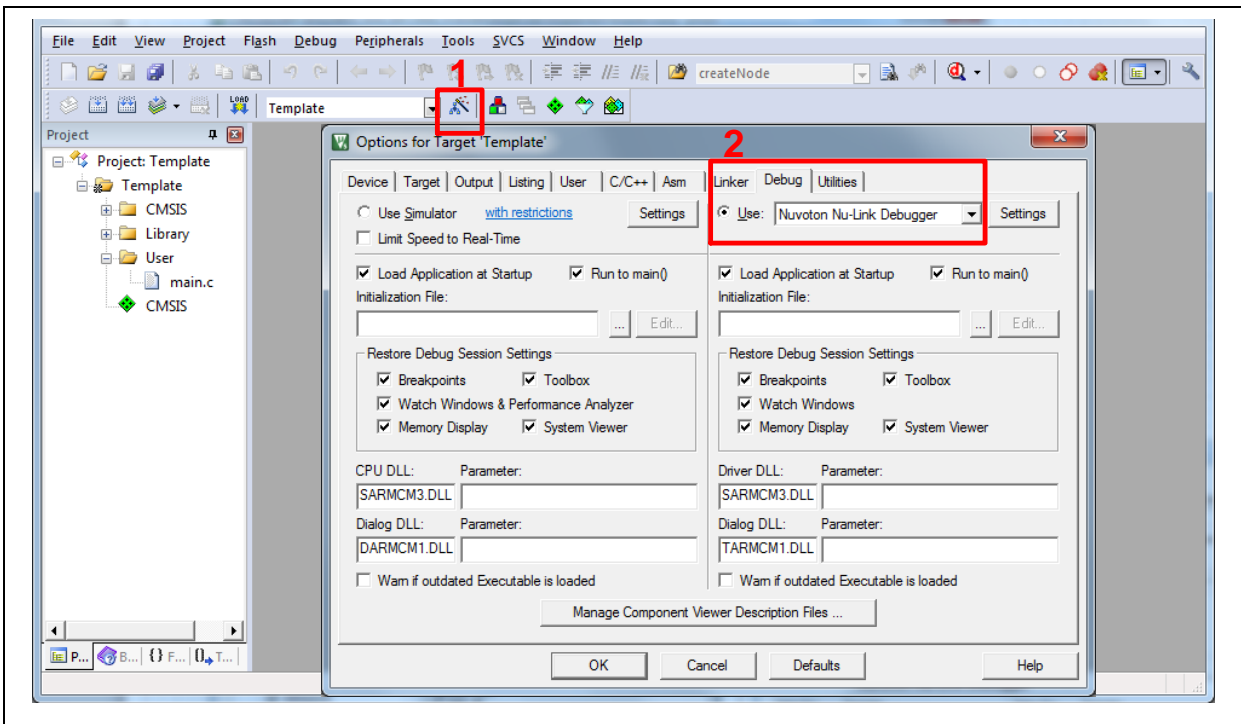 File Edit View Project Flash Debug Peripherals Tools SVCS Window Help
createNode
1
LOAD
Template
Project
Project: Template
Template
CMSIS
Library
User
main.c
CMSIS
P... B... {} F... 0 T...
Options for Target 'Template'
2
Device Target Output Listing User C/C++ Asm Linker Debug Utilities
Use Simulator with restrictions Settings
Limit Speed to Real-Time
Use: Nuvoton Nu-Link Debugger Settings
Load Application at Startup Run to main()
Initialization File:
... Edit...
Restore Debug Session Settings
Breakpoints Toolbox
Watch Windows & Performance Analyzer
Memory Display System Viewer
CPU DLL: Parameter:
SARMCM3.DLL
Dialog DLL: Parameter:
DARMCM1.DLL
Warn if outdated Executable is loaded
Load Application at Startup Run to main()
Initialization File:
... Edit...
Restore Debug Session Settings
Breakpoints Toolbox
Watch Windows
Memory Display System Viewer
Driver DLL: Parameter:
SARMCM3.DLL
Dialog DLL: Parameter:
TARMCM1.DLL
Warn if outdated Executable is loaded
Manage Component Viewer Description Files ...
OK Cancel Defaults Help